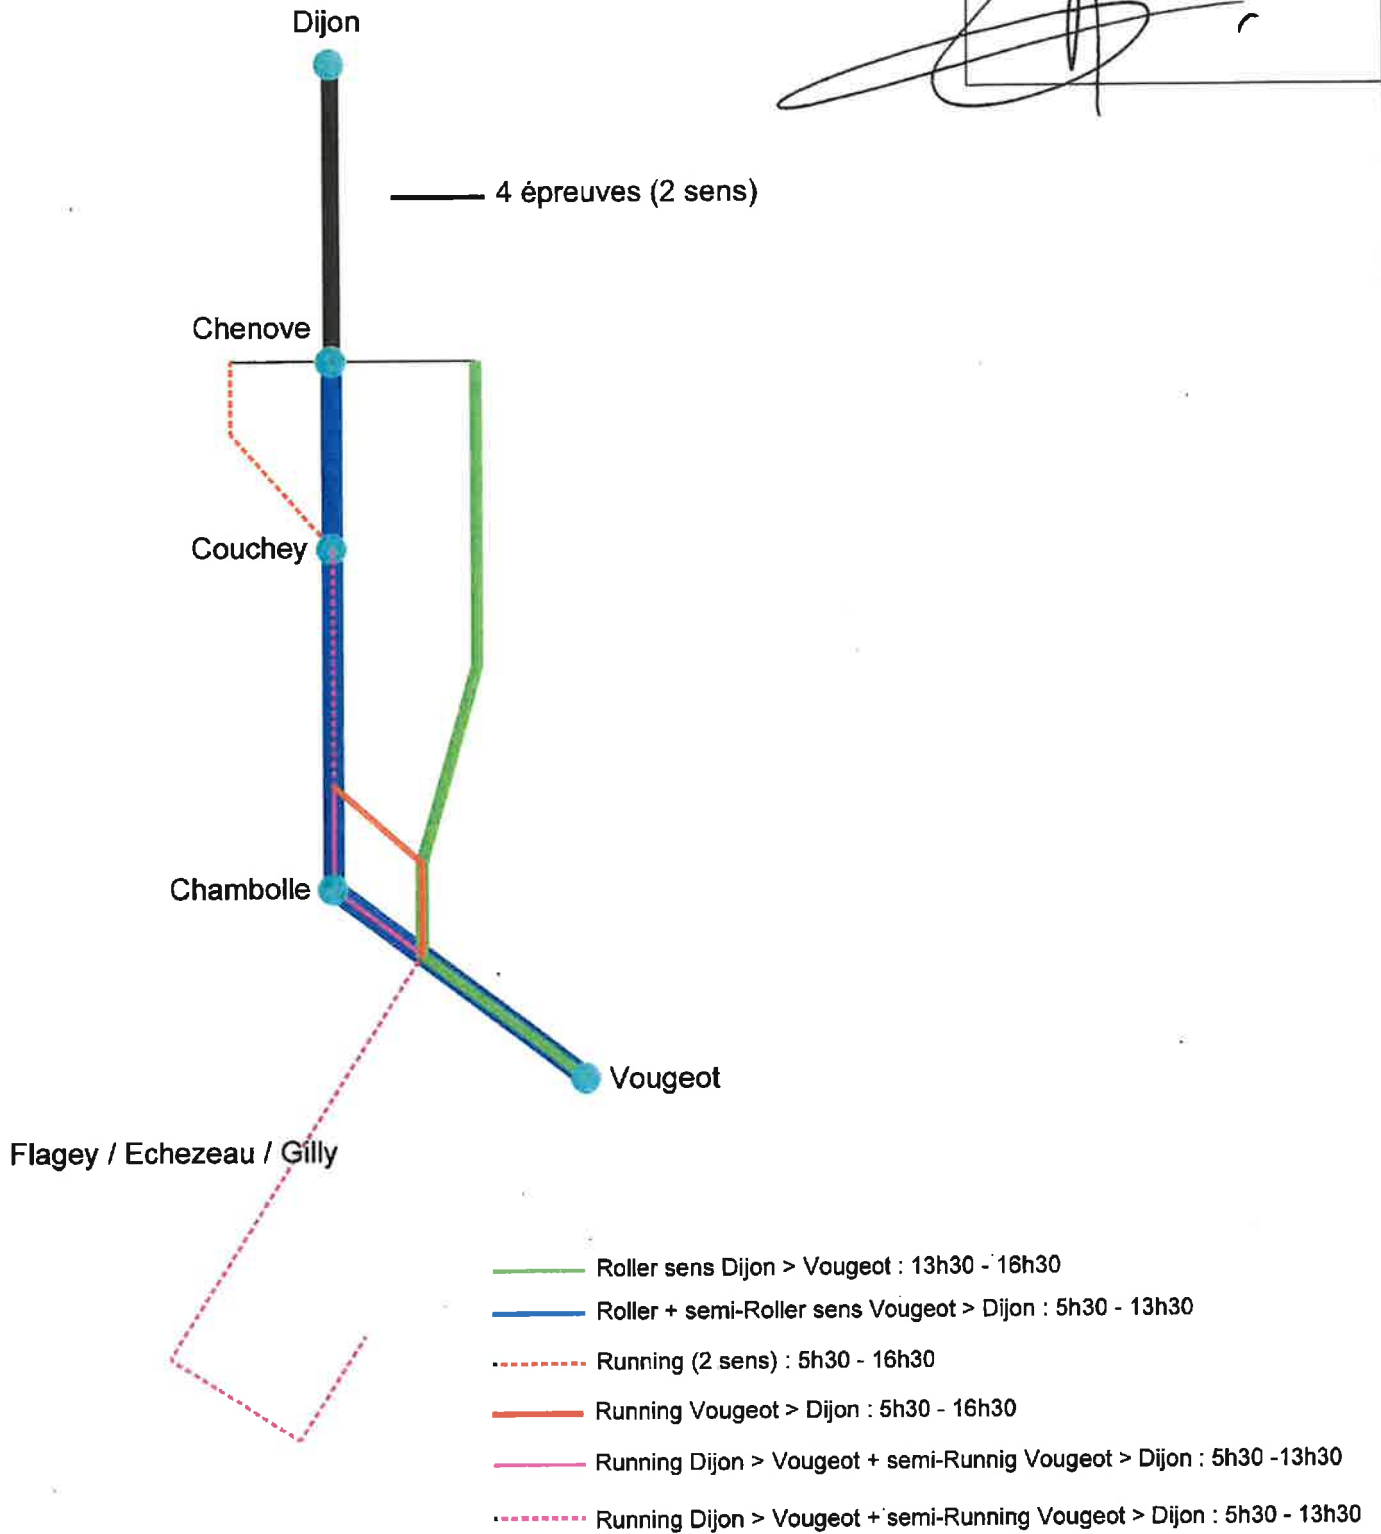 Dijon
4 épreuves (2 sens)
Chenove
Couchey
Chambolle
Vougeot
Flagey / Echezeau / Gilly
Roller sens Dijon > Vougeot : 13h30 - 16h30
Roller + semi-Roller sens Vougeot > Dijon : 5h30 - 13h30
Running (2 sens) : 5h30 - 16h30
Running Vougeot > Dijon : 5h30 - 16h30
Running Dijon > Vougeot + semi-Runnig Vougeot > Dijon : 5h30 -13h30
Running Dijon > Vougeot + semi-Running Vougeot > Dijon : 5h30 - 13h30